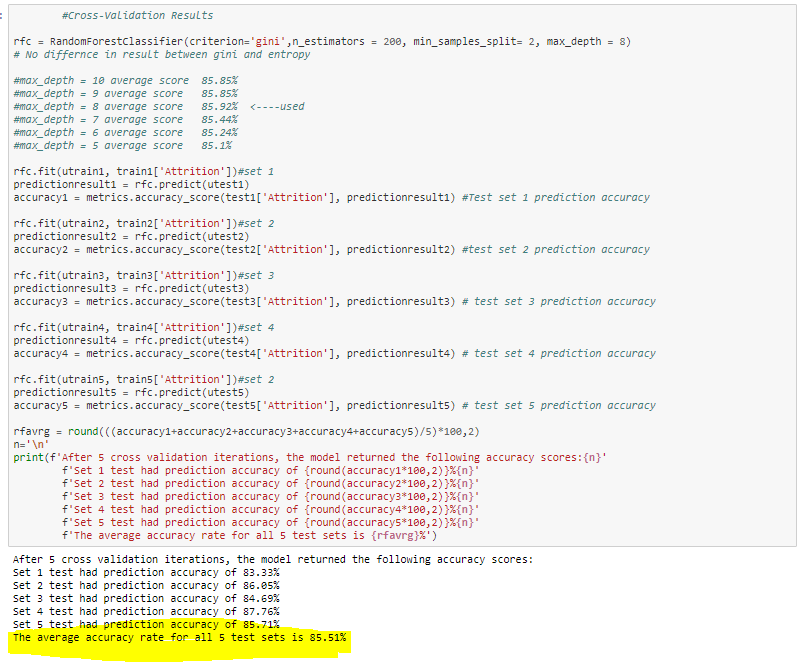 #Cross-Validation Results
rfc = RandomForestClassifier(criterion='gini',n_estimators = 200, min_samples_split= 2, max_depth = 8)
# No differnce in result between gini and entropy
#max_depth = 10 average score  85.85%
#max_depth = 9 average score   85.85%
#max_depth = 8 average score   85.92%  <----used
#max_depth = 7 average score   85.44%
#max_depth = 6 average score   85.24%
#max_depth = 5 average score   85.1%
rfc.fit(utrain1, train1['Attrition'])#set 1
predictionresult1 = rfc.predict(utest1)
accuracy1 = metrics.accuracy_score(test1['Attrition'], predictionresult1) #Test set 1 prediction accuracy
rfc.fit(utrain2, train2['Attrition'])#set 2
predictionresult2 = rfc.predict(utest2)
accuracy2 = metrics.accuracy_score(test2['Attrition'], predictionresult2) #test set 2 prediction accuracy
rfc.fit(utrain3, train3['Attrition'])#set 3
predictionresult3 = rfc.predict(utest3)
accuracy3 = metrics.accuracy_score(test3['Attrition'], predictionresult3) # test set 3 prediction accuracy
rfc.fit(utrain4, train4['Attrition'])#set 4
predictionresult4 = rfc.predict(utest4)
accuracy4 = metrics.accuracy_score(test4['Attrition'], predictionresult4) # test set 4 prediction accuracy
rfc.fit(utrain5, train5['Attrition'])#set 2
predictionresult5 = rfc.predict(utest5)
accuracy5 = metrics.accuracy_score(test5['Attrition'], predictionresult5) # test set 5 prediction accuracy
rfavrg = round(((accuracy1+accuracy2+accuracy3+accuracy4+accuracy5)/5)*100,2)
n='\n'
print(f'After 5 cross validation iterations, the model returned the following accuracy scores:{n}'
f'Set 1 test had prediction accuracy of {round(accuracy1*100,2)}%{n}'
f'Set 2 test had prediction accuracy of {round(accuracy2*100,2)}%{n}'
f'Set 3 test had prediction accuracy of {round(accuracy3*100,2)}%{n}'
f'Set 4 test had prediction accuracy of {round(accuracy4*100,2)}%{n}'
f'Set 5 test had prediction accuracy of {round(accuracy5*100,2)}%{n}'
f'The average accuracy rate for all 5 test sets is {rfavrg}%')
After 5 cross validation iterations, the model returned the following accuracy scores:
Set 1 test had prediction accuracy of 83.33%
Set 2 test had prediction accuracy of 86.05%
Set 3 test had prediction accuracy of 84.69%
Set 4 test had prediction accuracy of 87.76%
Set 5 test had prediction accuracy of 85.71%
The average accuracy rate for all 5 test sets is 85.51%